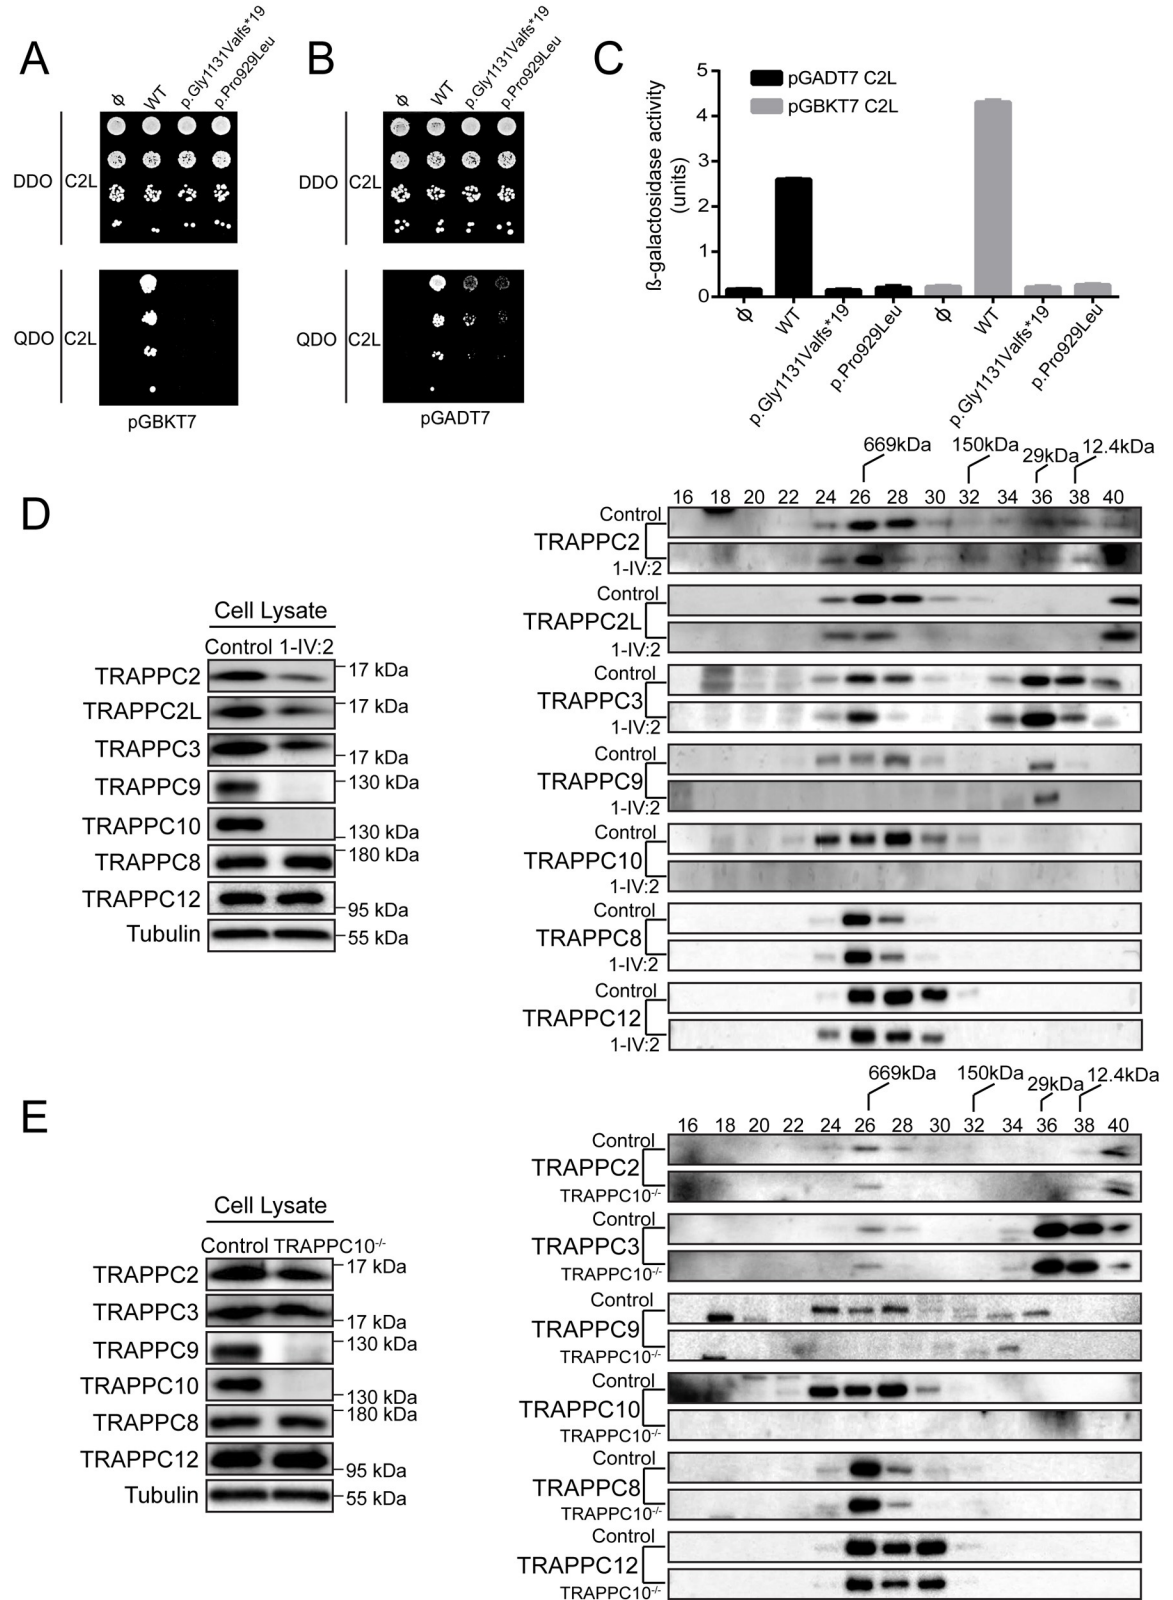 A
ϕ WT p.Gly1131Valfs*19 p.Pro929Leu
DDO C2L
QDO C2L
pGBKT7
B
ϕ WT p.Gly1131Valfs*19 p.Pro929Leu
DDO C2L
QDO C2L
pGADT7
C
pGADT7 C2L
pGBKT7 C2L
ß-galactosidase activity
(units)
5
4
3
2
1
0
ϕ WT p.Gly1131Valfs*19 p.Pro929Leu ϕ WT p.Gly1131Valfs*19 p.Pro929Leu
D
Cell Lysate
Control 1-IV:2
TRAPPC2 17 kDa
TRAPPC2L 17 kDa
TRAPPC3 17 kDa
TRAPPC9 130 kDa
TRAPPC10 130 kDa
TRAPPC8 180 kDa
TRAPPC12 95 kDa
Tubulin 55 kDa
669kDa 150kDa 29kDa 12.4kDa
16 18 20 22 24 26 28 30 32 34 36 38 40
Control
TRAPPC2
1-IV:2
Control
TRAPPC2L
1-IV:2
Control
TRAPPC3
1-IV:2
Control
TRAPPC9
1-IV:2
Control
TRAPPC10
1-IV:2
Control
TRAPPC8
1-IV:2
Control
TRAPPC12
1-IV:2
E
Cell Lysate
Control TRAPPC10-/-
TRAPPC2 17 kDa
TRAPPC3 17 kDa
TRAPPC9 130 kDa
TRAPPC10 130 kDa
TRAPPC8 180 kDa
TRAPPC12 95 kDa
Tubulin 55 kDa
669kDa 150kDa 29kDa 12.4kDa
16 18 20 22 24 26 28 30 32 34 36 38 40
Control
TRAPPC2
TRAPPC10-/-
Control
TRAPPC3
TRAPPC10-/-
Control
TRAPPC9
TRAPPC10-/-
Control
TRAPPC10
TRAPPC10-/-
Control
TRAPPC8
TRAPPC10-/-
Control
TRAPPC12
TRAPPC10-/-